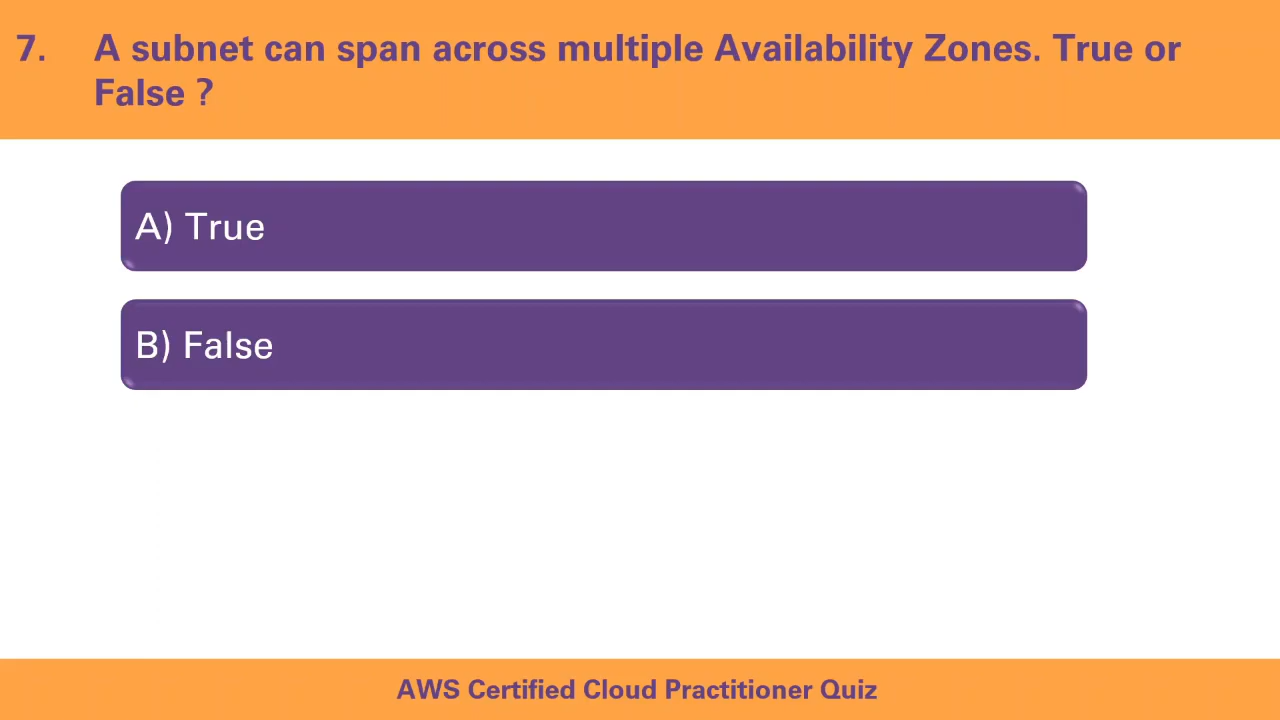 7. A subnet can span across multiple Availability Zones. True or
False ?
A) True
B) False
AWS Certified Cloud Practitioner Quiz